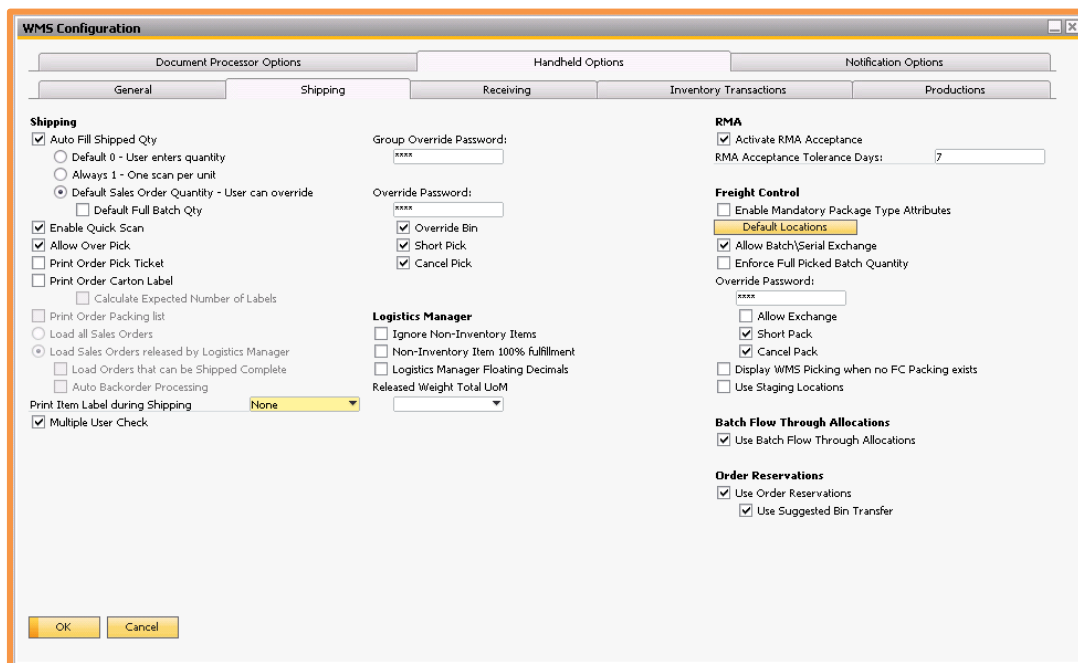 WMS Configuration
Document Processor Options
Handheld Options
Notification Options
General
Shipping
Receiving
Inventory Transactions
Productions
Shipping
Auto Fill Shipped Qty
Default 0 - User enters quantity
Always 1 - One scan per unit
Default Sales Order Quantity - User can override
Default Full Batch Qty
Enable Quick Scan
Allow Over Pick
Print Order Pick Ticket
Print Order Carton Label
Calculate Expected Number of Labels
Print Order Packing list
Load all Sales Orders
Load Sales Orders released by Logistics Manager
Load Orders that can be Shipped Complete
Auto Backorder Processing
Print Item Label during Shipping
None
Multiple User Check
Group Override Password:
****
Override Password:
****
Override Bin
Short Pick
Cancel Pick
Logistics Manager
Ignore Non-Inventory Items
Non-Inventory Item 100% fulfillment
Logistics Manager Floating Decimals
Released Weight Total UoM
RMA
Activate RMA Acceptance
RMA Acceptance Tolerance Days:
7
Freight Control
Enable Mandatory Package Type Attributes
Default Locations
Allow Batch\Serial Exchange
Enforce Full Picked Batch Quantity
Override Password:
****
Allow Exchange
Short Pack
Cancel Pack
Display WMS Picking when no FC Packing exists
Use Staging Locations
Batch Flow Through Allocations
Use Batch Flow Through Allocations
Order Reservations
Use Order Reservations
Use Suggested Bin Transfer
OK
Cancel